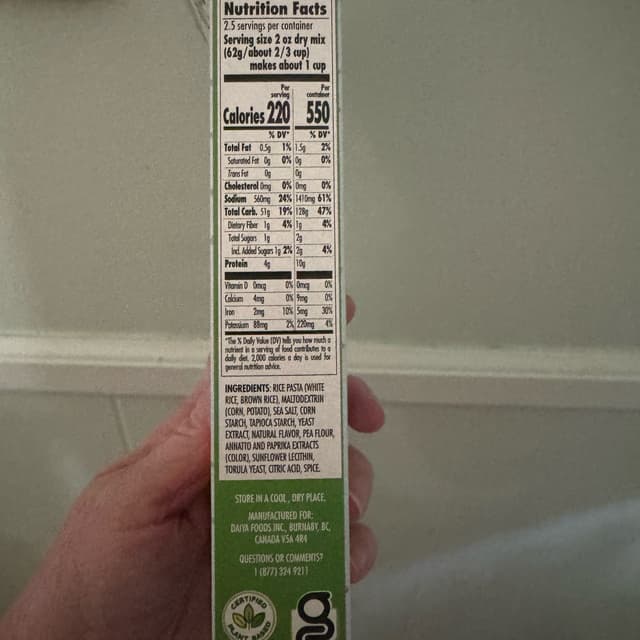 Nutrition Facts
2.5 servings per container
Serving size 2 oz dry mix
(62g/about 2/3 cup)
makes about 1 cup
Per serving Per container
Calories 220 550
% DV* % DV*
Total Fat 0.5g 1% 1.5g 2%
Saturated Fat 0g 0% 0g 0%
Trans Fat 0g 0g
Cholesterol 0mg 0% 0mg 0%
Sodium 560mg 24% 1410mg 61%
Total Carb. 51g 19% 128g 47%
Dietary Fiber 1g 4% 1g 4%
Total Sugars 1g 2g
Incl. Added Sugars 1g 2% 2g 4%
Protein 4g 10g
Vitamin D 0mcg 0% 0mcg 0%
Calcium 4mg 0% 9mg 0%
Iron 2mg 10% 5mg 30%
Potassium 88mg 2% 220mg 4%
*The % Daily Value (DV) tells you how much a
nutrient in a serving of food contributes to a
daily diet. 2,000 calories a day is used for
general nutrition advice.
INGREDIENTS: RICE PASTA (WHITE
RICE, BROWN RICE), MALTODEXTRIN
(CORN, POTATO), SEA SALT, CORN
STARCH, TAPIOCA STARCH, YEAST
EXTRACT, NATURAL FLAVOR, PEA FLOUR,
ANNATTO AND PAPRIKA EXTRACTS
(COLOR), SUNFLOWER LECITHIN,
TORULA YEAST, CITRIC ACID, SPICE.
STORE IN A COOL, DRY PLACE.
MANUFACTURED FOR:
DAIYA FOODS INC., BURNABY, BC,
CANADA V5A 4R4
QUESTIONS OR COMMENTS?
1 (877) 324 9211
CERTIFIED
PLANT BASED
g